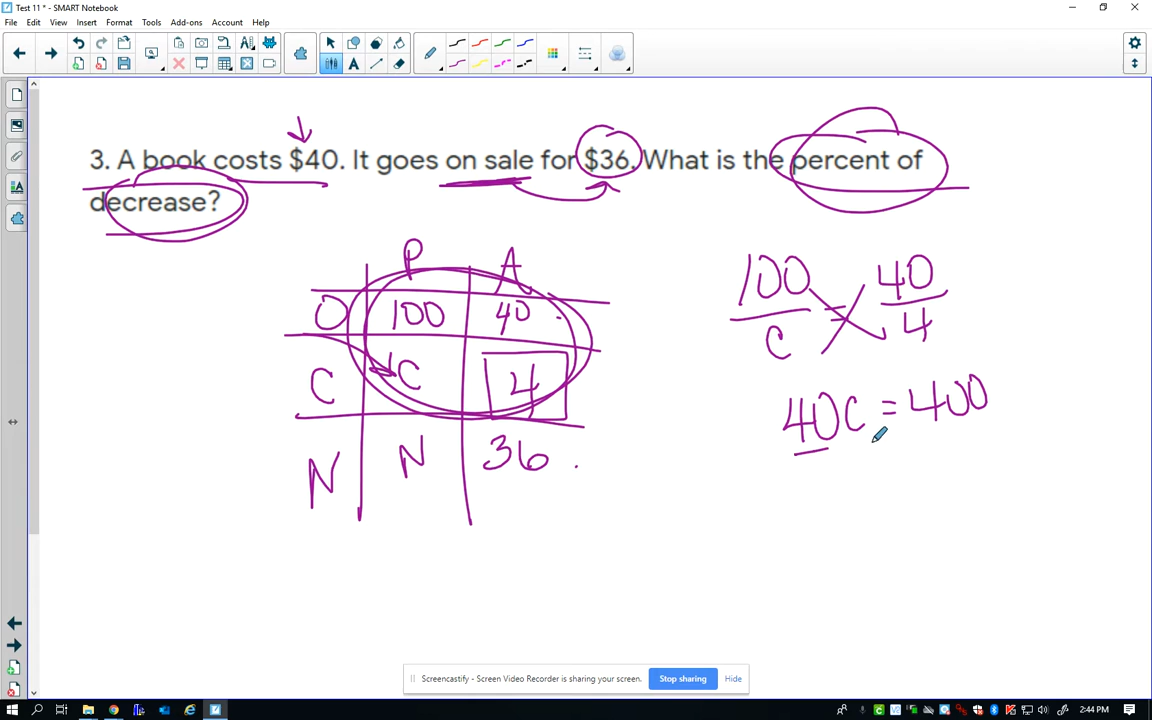 Test 11 * - SMART Notebook
File Edit View Insert Format Tools Add-ons Account Help
3. A book costs $40. It goes on sale for $36. What is the percent of
decrease?
P A
O 100 40
C C 4
N N 36
100/C = 40/4
40C = 400
Screencastify - Screen Video Recorder is sharing your screen. Stop sharing Hide
2:44 PM